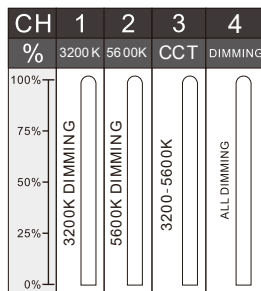 CH 1 2 3 4
% 3200K 5600K CCT DIMMING
100%
75%
50%
25%
0%
3200K DIMMING
5600K DIMMING
3200-5600K
ALL DIMMING